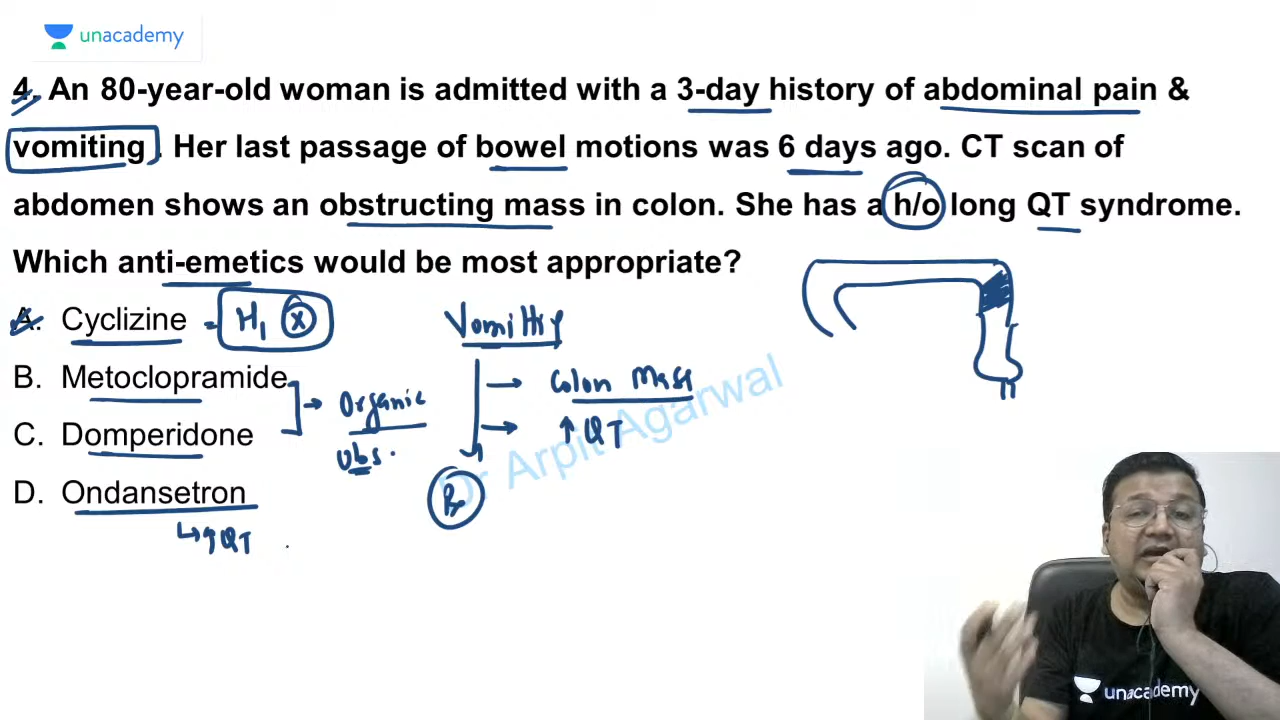 unacademy
4. An 80-year-old woman is admitted with a 3-day history of abdominal pain &
vomiting. Her last passage of bowel motions was 6 days ago. CT scan of
abdomen shows an obstructing mass in colon. She has a h/o long QT syndrome.
Which anti-emetics would be most appropriate?
A. Cyclizine - H₁ ⓧ
B. Metoclopramide
C. Domperidone
D. Ondansetron
↳↑QT
→ Organic
Obs.
Vomiting
→ Colon Mass
→ ↑QT
Rx
Dr Arpit Agarwal
unacademy